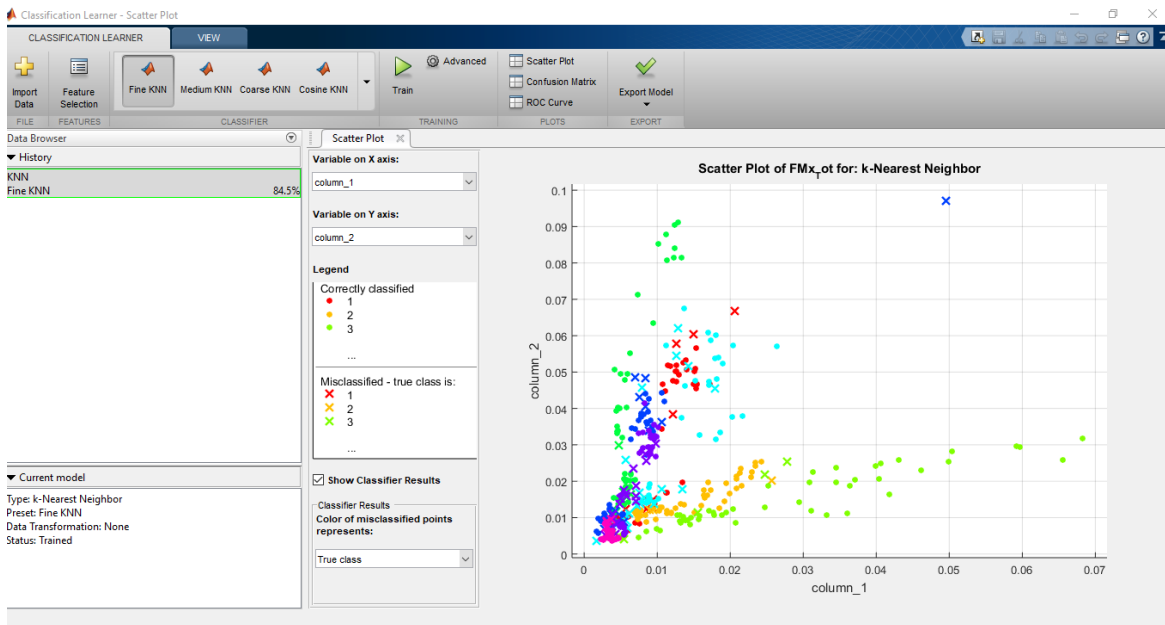 Classification Learner - Scatter Plot
CLASSIFICATION LEARNER VIEW
Import Data
Feature Selection
Fine KNN Medium KNN Coarse KNN Cosine KNN
Train
Advanced
Scatter Plot
Confusion Matrix
ROC Curve
Export Model
FILE FEATURES CLASSIFIER TRAINING PLOTS EXPORT
Data Browser
History
KNN
Fine KNN 84.5%
Current model
Type: k-Nearest Neighbor
Preset: Fine KNN
Data Transformation: None
Status: Trained
Scatter Plot
Variable on X axis:
column_1
Variable on Y axis:
column_2
Legend
Correctly classified
1
2
3
...
Misclassified - true class is:
1
2
3
...
Show Classifier Results
Classifier Results
Color of misclassified points
represents:
True class
Scatter Plot of FMxTot for: k-Nearest Neighbor
0.1
0.09
0.08
0.07
0.06
0.05
0.04
0.03
0.02
0.01
0
column_2
0 0.01 0.02 0.03 0.04 0.05 0.06 0.07
column_1